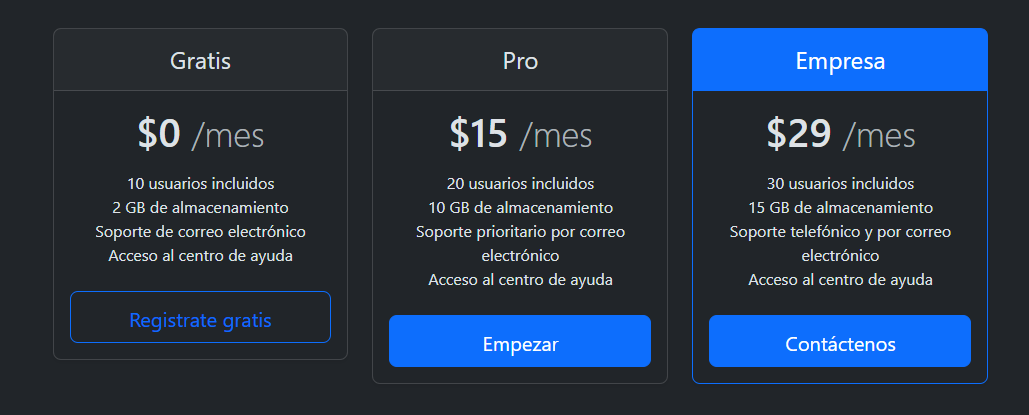 Gratis
$0 /mes
10 usuarios incluidos
2 GB de almacenamiento
Soporte de correo electrónico
Acceso al centro de ayuda
Registrate gratis
Pro
$15 /mes
20 usuarios incluidos
10 GB de almacenamiento
Soporte prioritario por correo
electrónico
Acceso al centro de ayuda
Empezar
Empresa
$29 /mes
30 usuarios incluidos
15 GB de almacenamiento
Soporte telefónico y por correo
electrónico
Acceso al centro de ayuda
Contáctenos